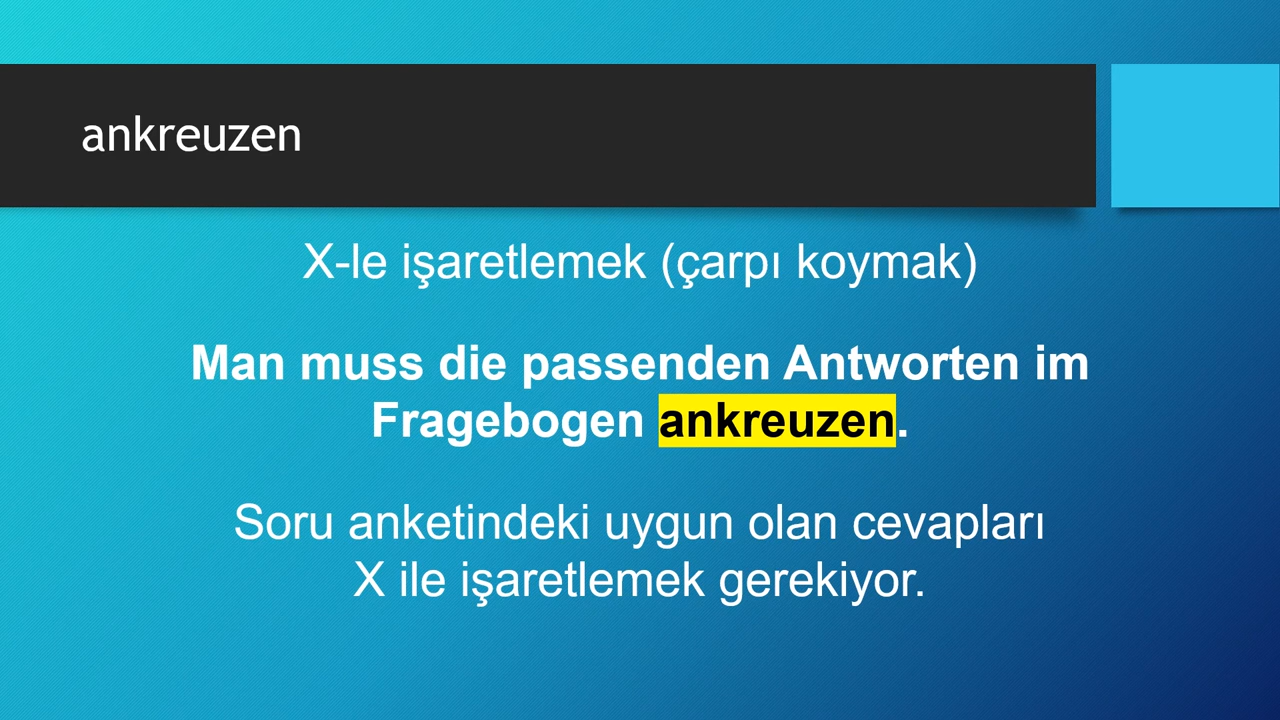 ankreuzen
X-le işaretlemek (çarpı koymak)
Man muss die passenden Antworten im
Fragebogen ankreuzen.
Soru anketindeki uygun olan cevapları
X ile işaretlemek gerekiyor.